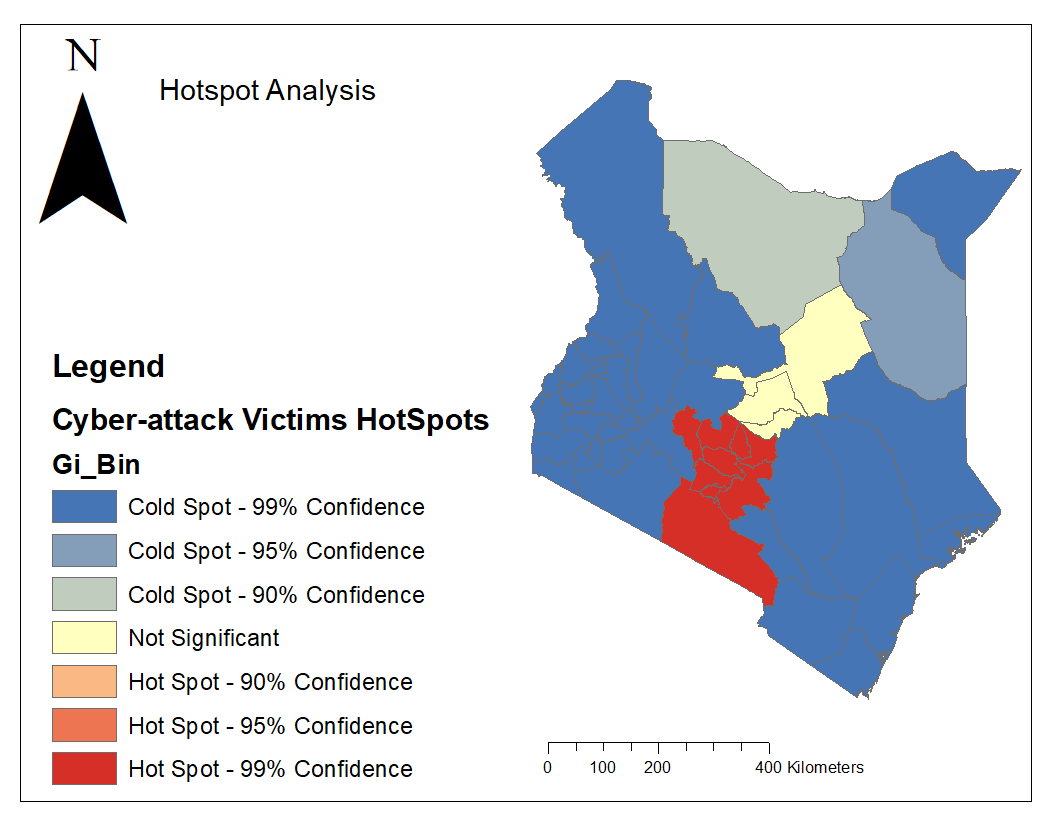 N
Hotspot Analysis
Legend
Cyber-attack Victims HotSpots
Gi_Bin
Cold Spot - 99% Confidence
Cold Spot - 95% Confidence
Cold Spot - 90% Confidence
Not Significant
Hot Spot - 90% Confidence
Hot Spot - 95% Confidence
Hot Spot - 99% Confidence
0 100 200 400 Kilometers